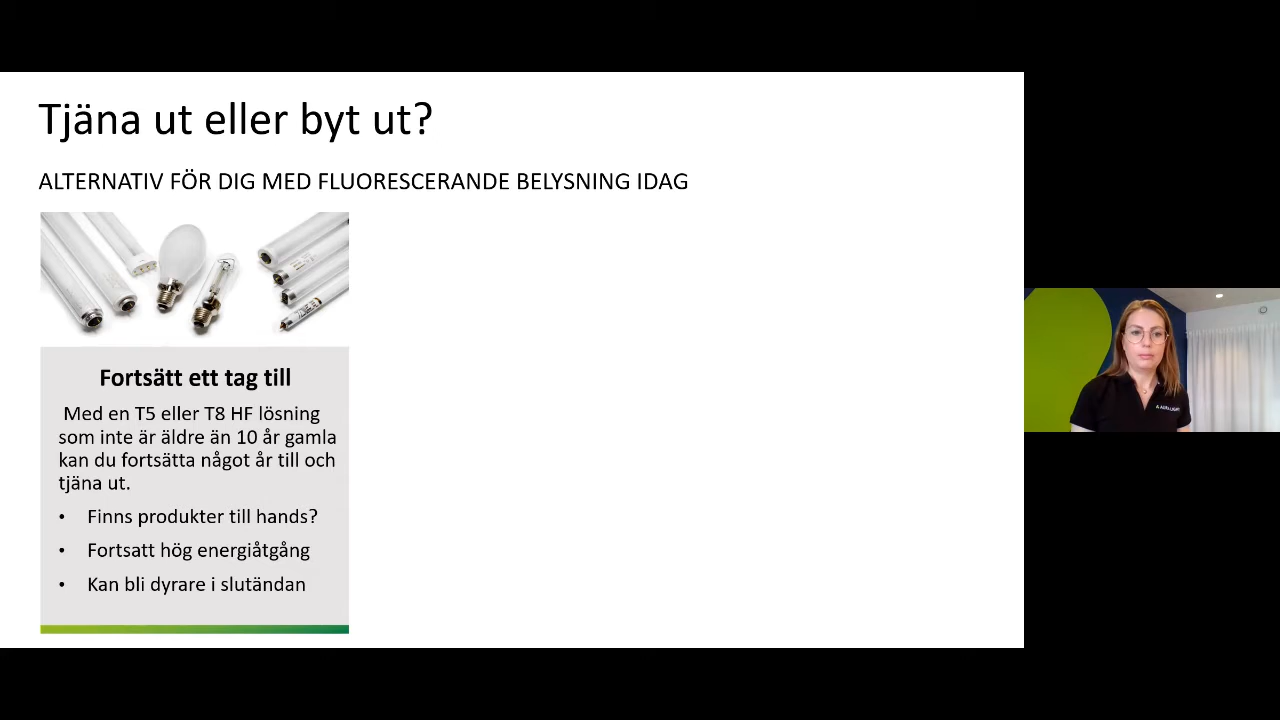 Tjäna ut eller byt ut?
ALTERNATIV FÖR DIG MED FLUORESCERANDE BELYSNING IDAG
Fortsätt ett tag till
Med en T5 eller T8 HF lösning
som inte är äldre än 10 år gamla
kan du fortsätta något år till och
tjäna ut.
• Finns produkter till hands?
• Fortsatt hög energiåtgång
• Kan bli dyrare i slutändan